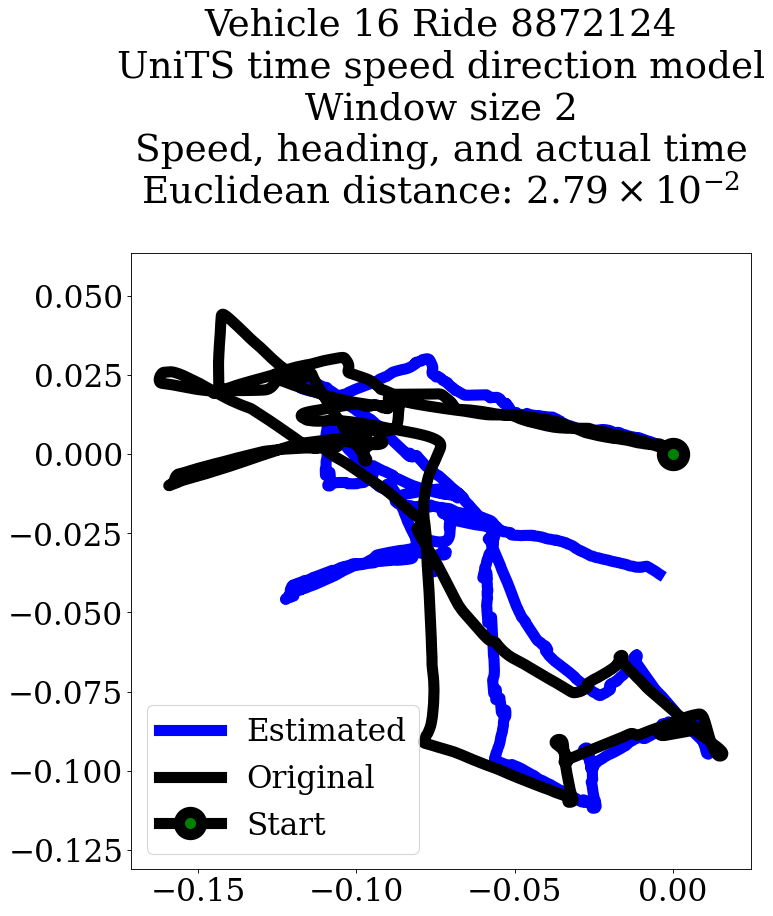 Vehicle 16 Ride 8872124
UniTS time speed direction model
Window size 2
Speed, heading, and actual time
Euclidean distance: 2.79 × 10⁻²
0.050
0.025
0.000
−0.025
−0.050
−0.075
−0.100
−0.125
Estimated
Original
Start
−0.15
−0.10
−0.05
0.00